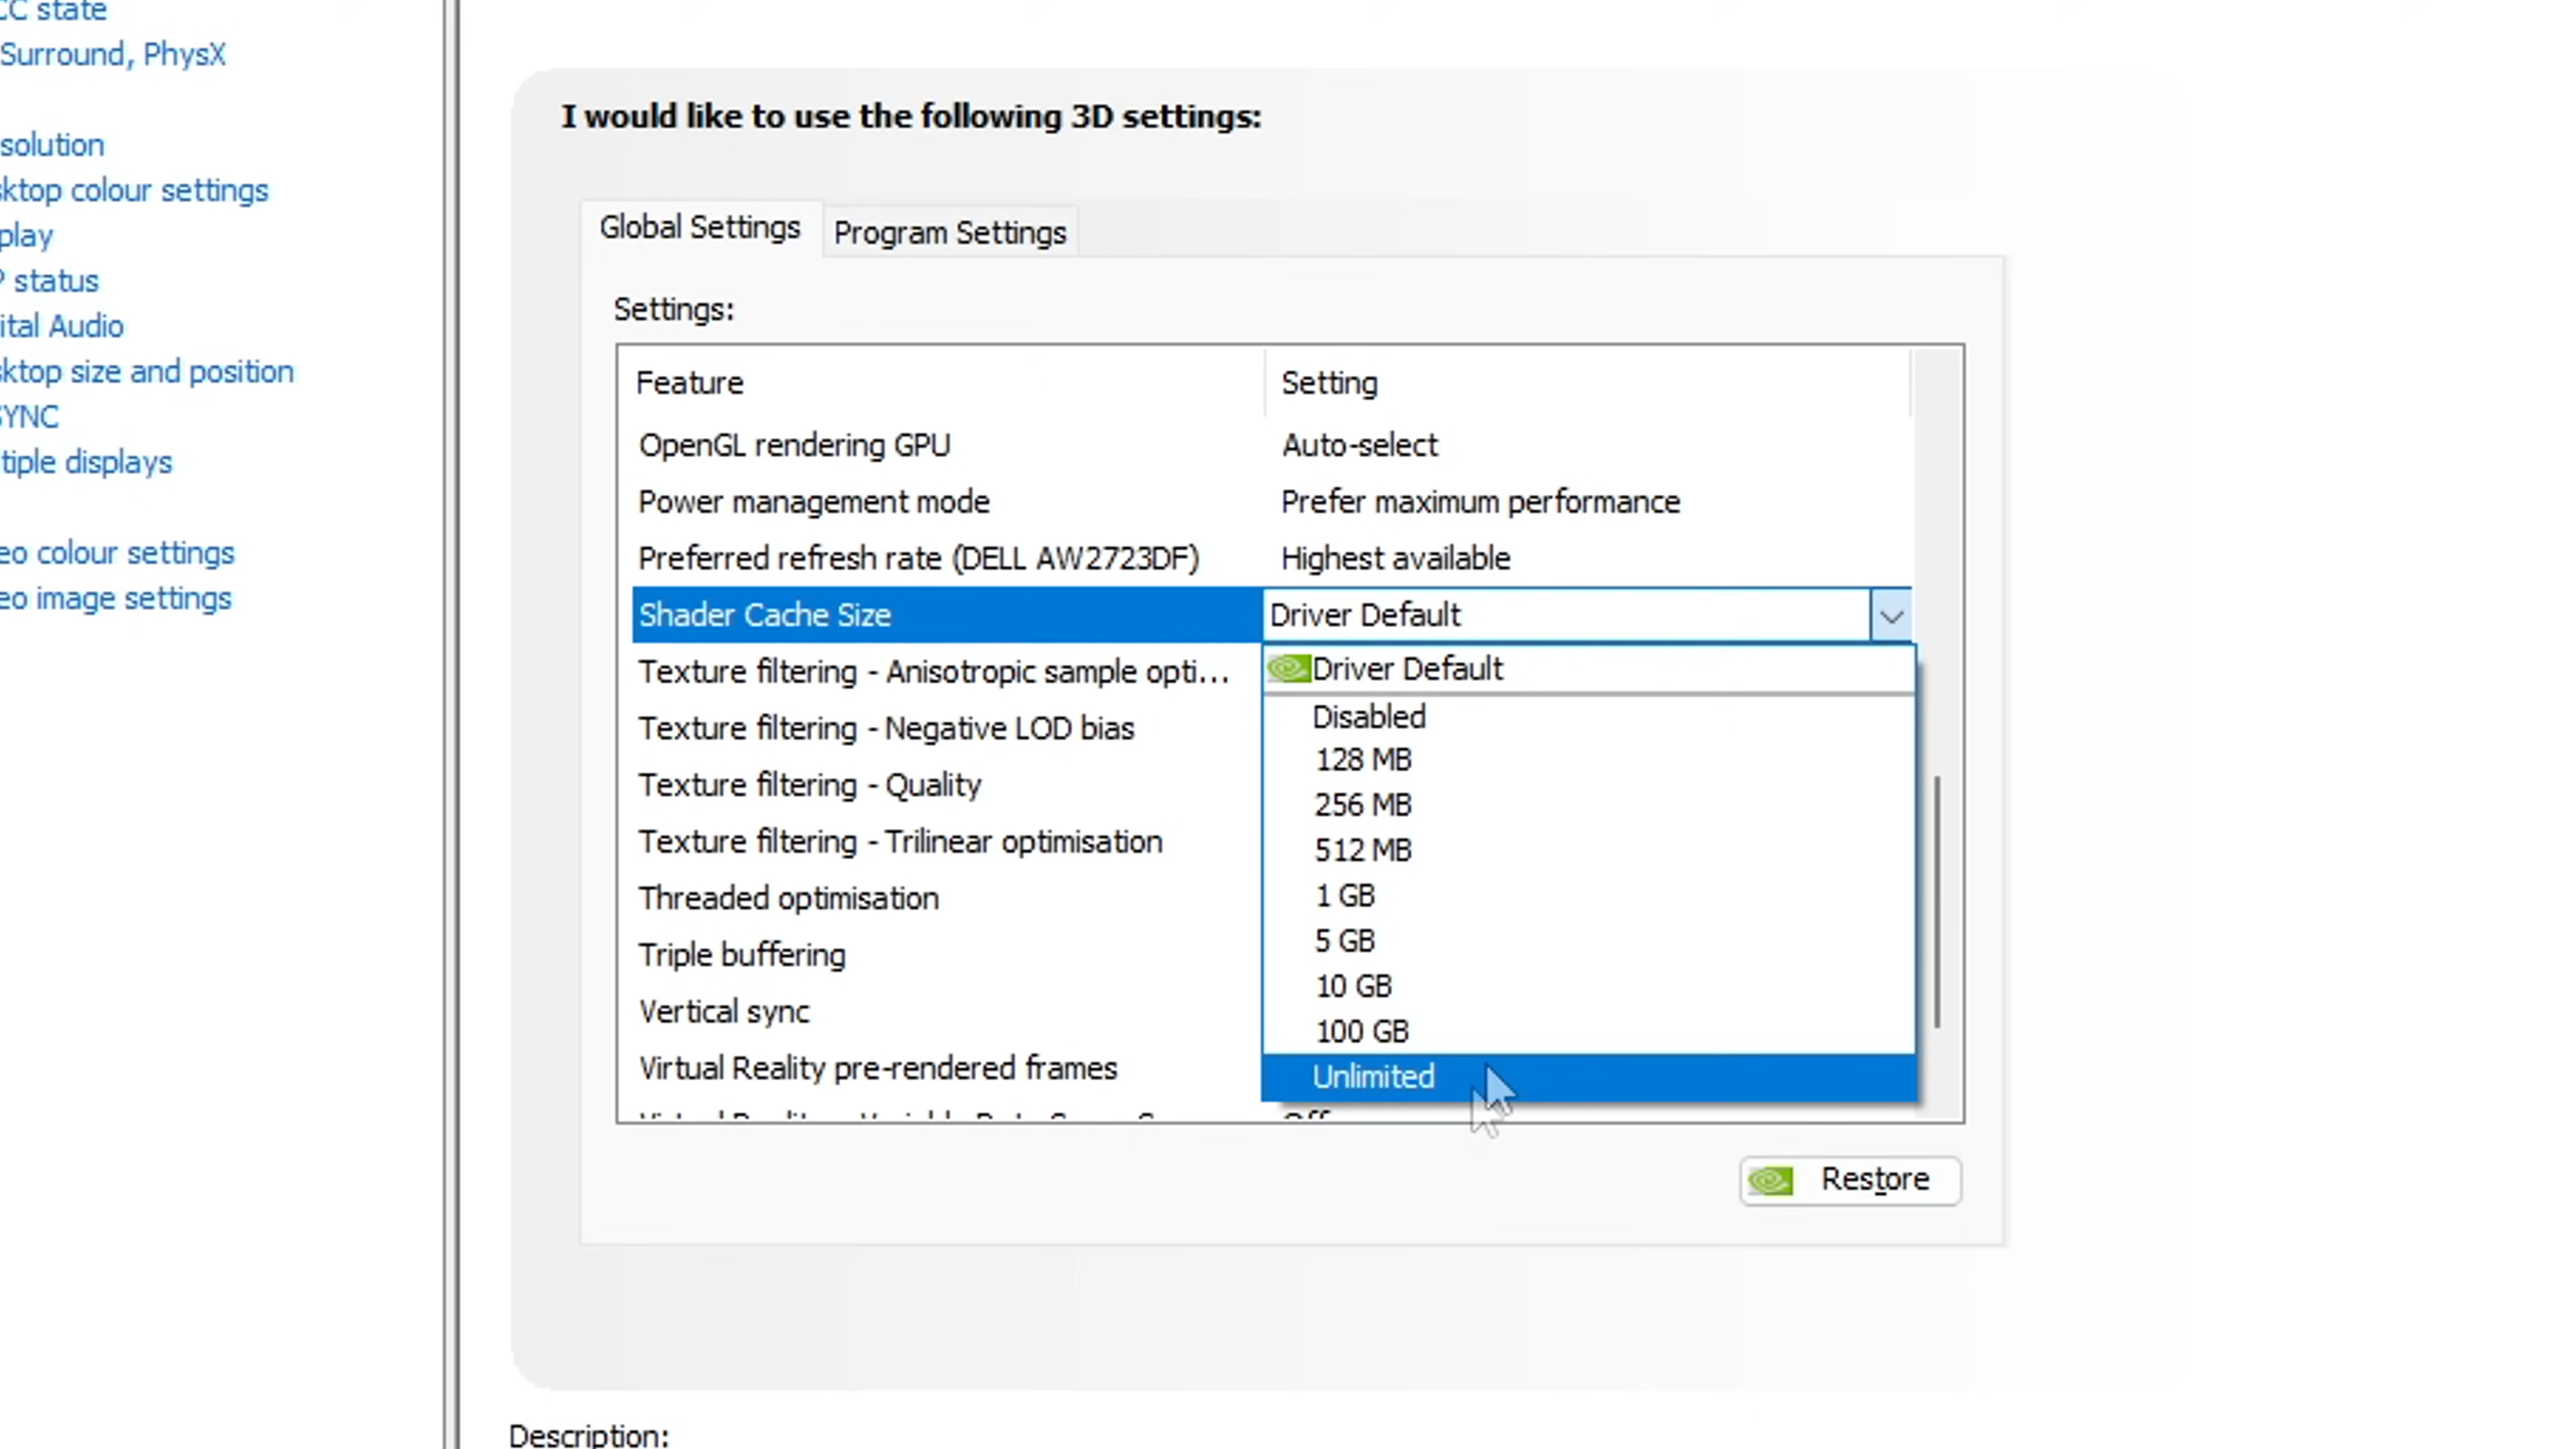 CC state
Surround, PhysX
solution
sktop colour settings
play
P status
ital Audio
sktop size and position
SYNC
tiple displays
eo colour settings
eo image settings
I would like to use the following 3D settings:
Global Settings
Program Settings
Settings:
Feature Setting
OpenGL rendering GPU Auto-select
Power management mode Prefer maximum performance
Preferred refresh rate (DELL AW2723DF) Highest available
Shader Cache Size Driver Default
Texture filtering - Anisotropic sample opti...
Texture filtering - Negative LOD bias
Texture filtering - Quality
Texture filtering - Trilinear optimisation
Threaded optimisation
Triple buffering
Vertical sync
Virtual Reality pre-rendered frames
Off
Driver Default
Disabled
128 MB
256 MB
512 MB
1 GB
5 GB
10 GB
100 GB
Unlimited
Restore
Description: